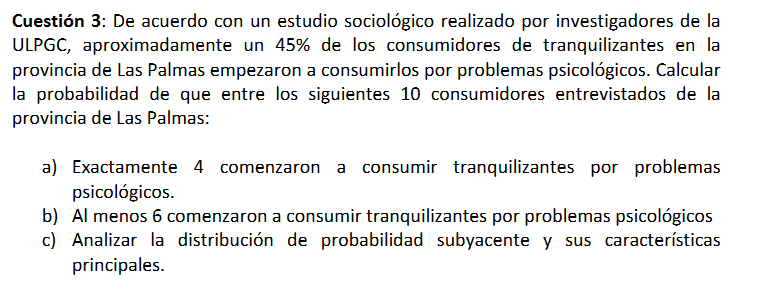 Cuestión 3: De acuerdo con un estudio sociológico realizado por investigadores de la
ULPGC, aproximadamente un 45% de los consumidores de tranquilizantes en la
provincia de Las Palmas empezaron a consumirlos por problemas psicológicos. Calcular
la probabilidad de que entre los siguientes 10 consumidores entrevistados de la
provincia de Las Palmas:
a) Exactamente 4 comenzaron a consumir tranquilizantes por problemas
psicológicos.
b) Al menos 6 comenzaron a consumir tranquilizantes por problemas psicológicos
c) Analizar la distribución de probabilidad subyacente y sus características
principales.